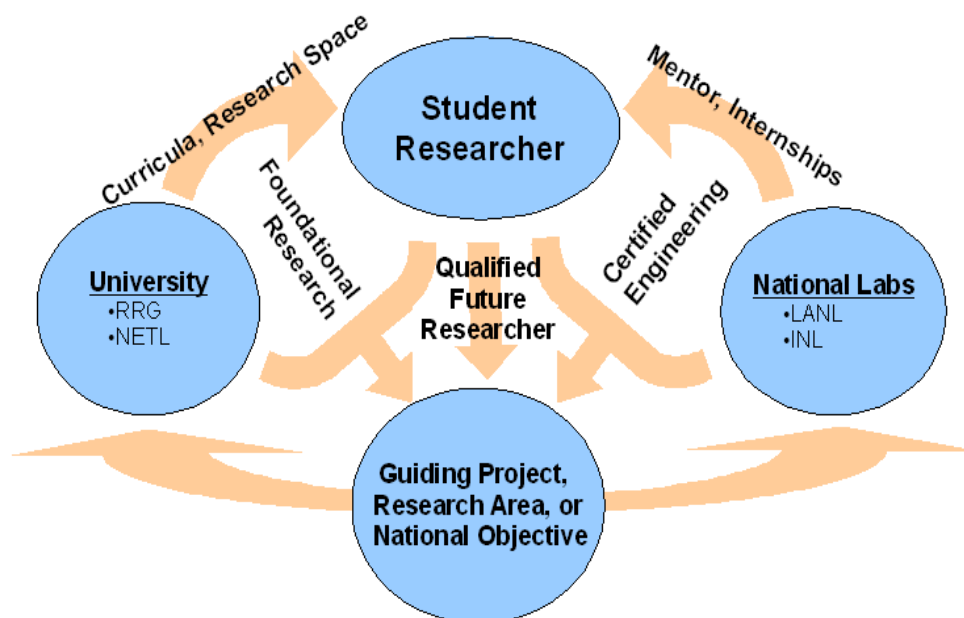 Curricula, Research Space
Student
Researcher
Mentor, Internships
Foundational
Research
Certified
Engineering
University
•RRG
•NETL
Qualified
Future
Researcher
National Labs
•LANL
•INL
Guiding Project,
Research Area, or
National Objective